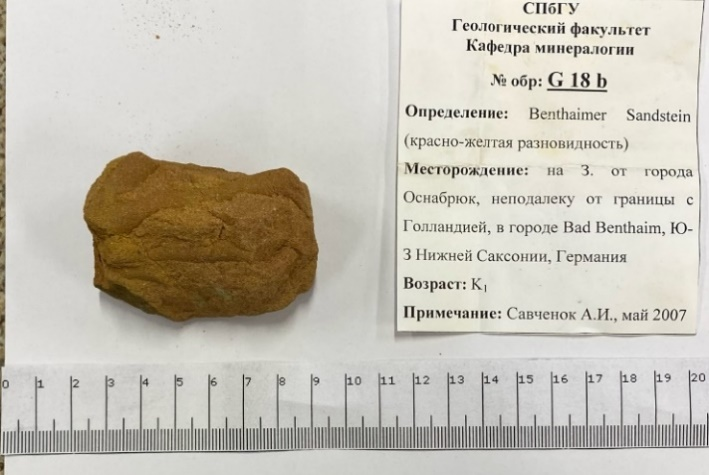 СПбГУ
Геологический факультет
Кафедра минералогии
№ обр: G 18 b
Определение: Benthaimer Sandstein
(красно-желтая разновидность)
Месторождение: на З. от города
Оснабрюк, неподалеку от границы с
Голландией, в городе Bad Benthaim, Ю-
З Нижней Саксонии, Германия
Возраст: K₁
Примечание: Савченок А.И., май 2007
0 1 2 3 4 5 6 7 8 9 10 11 12 13 14 15 16 17 18 19 20